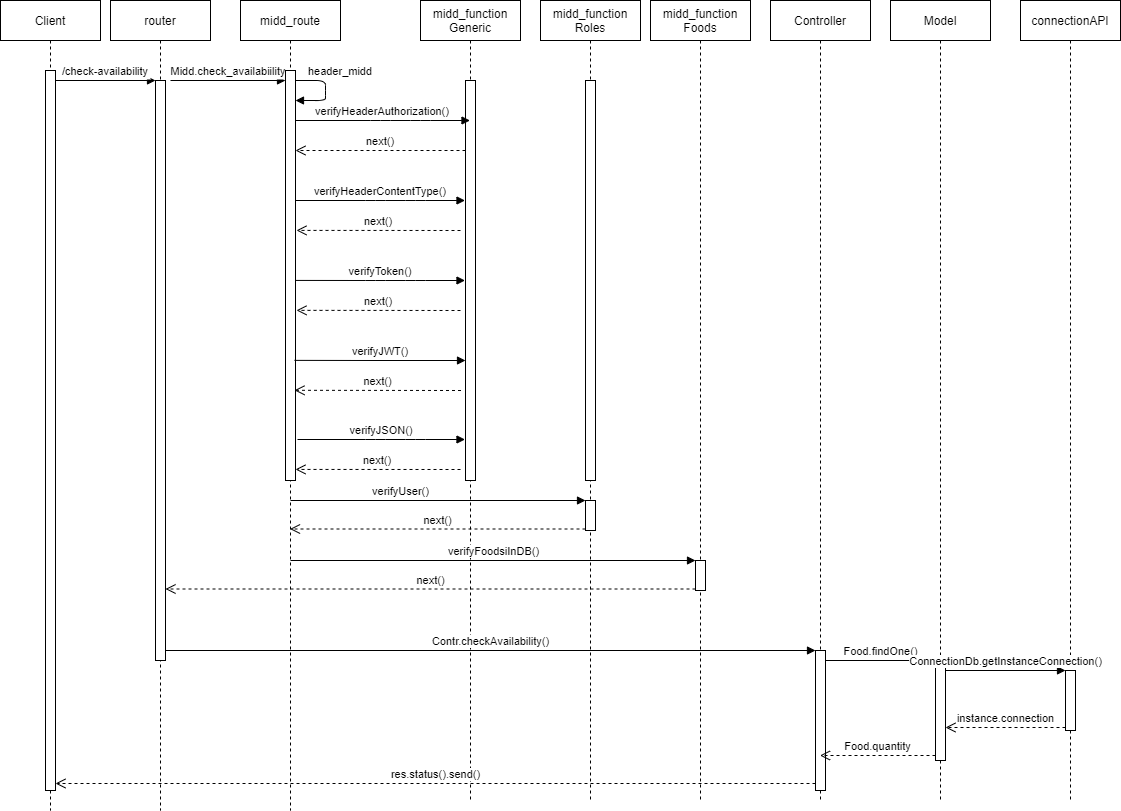 Client
router
midd_route
midd_function
Generic
midd_function
Roles
midd_function
Foods
Controller
Model
connectionAPI
/check-availability
Midd.check_availabiility
header_midd
verifyHeaderAuthorization()
next()
verifyHeaderContentType()
next()
verifyToken()
next()
verifyJWT()
next()
verifyJSON()
next()
verifyUser()
next()
verifyFoodsiInDB()
next()
Contr.checkAvailability()
Food.findOne()
ConnectionDb.getInstanceConnection()
instance.connection
Food.quantity
res.status().send()